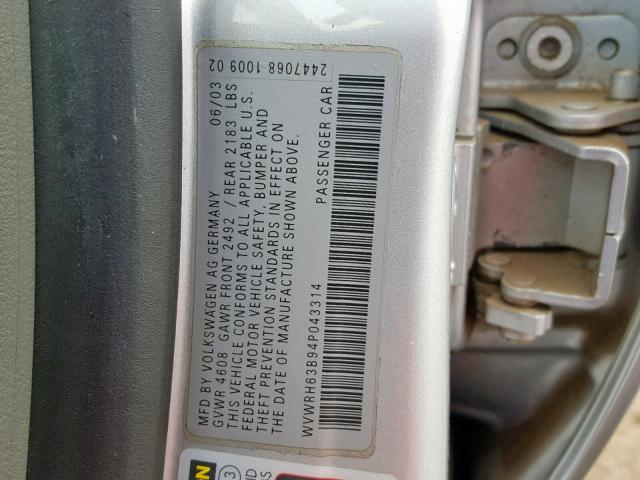 2447068 1009 02
MFD BY VOLKSWAGEN AG GERMANY 06/03
GVWR 4608 GAWR FRONT 2492 / REAR 2183 LBS
THIS VEHICLE CONFORMS TO ALL APPLICABLE U.S.
FEDERAL MOTOR VEHICLE SAFETY, BUMPER AND
THEFT PREVENTION STANDARDS IN EFFECT ON
THE DATE OF MANUFACTURE SHOWN ABOVE.
WVWRH63B94P043314 PASSENGER CAR